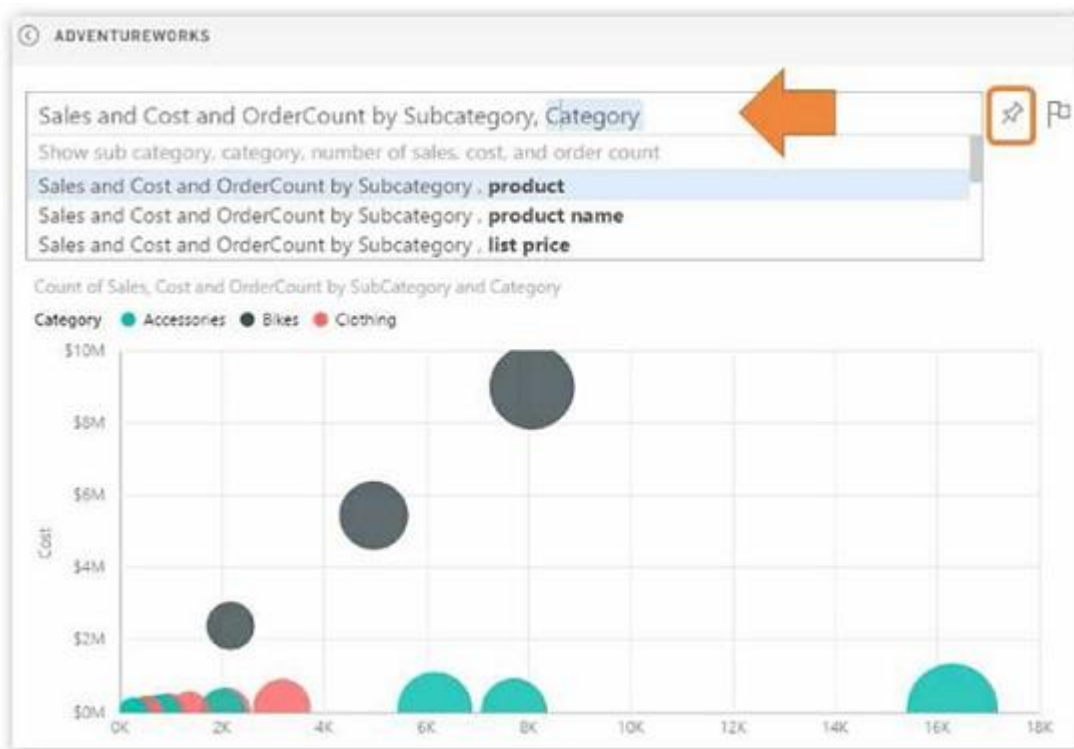 ADVENTUREWORKS
Sales and Cost and OrderCount by Subcategory, Category
Show sub category, category, number of sales, cost, and order count
Sales and Cost and OrderCount by Subcategory , product
Sales and Cost and OrderCount by Subcategory , product name
Sales and Cost and OrderCount by Subcategory , list price
Count of Sales, Cost and OrderCount by SubCategory and Category
Category Accessories Bikes Clothing
$10M
$8M
$6M
Cost
$4M
$2M
$0M
0K 2K 4K 6K 8K 10K 12K 14K 16K 18K